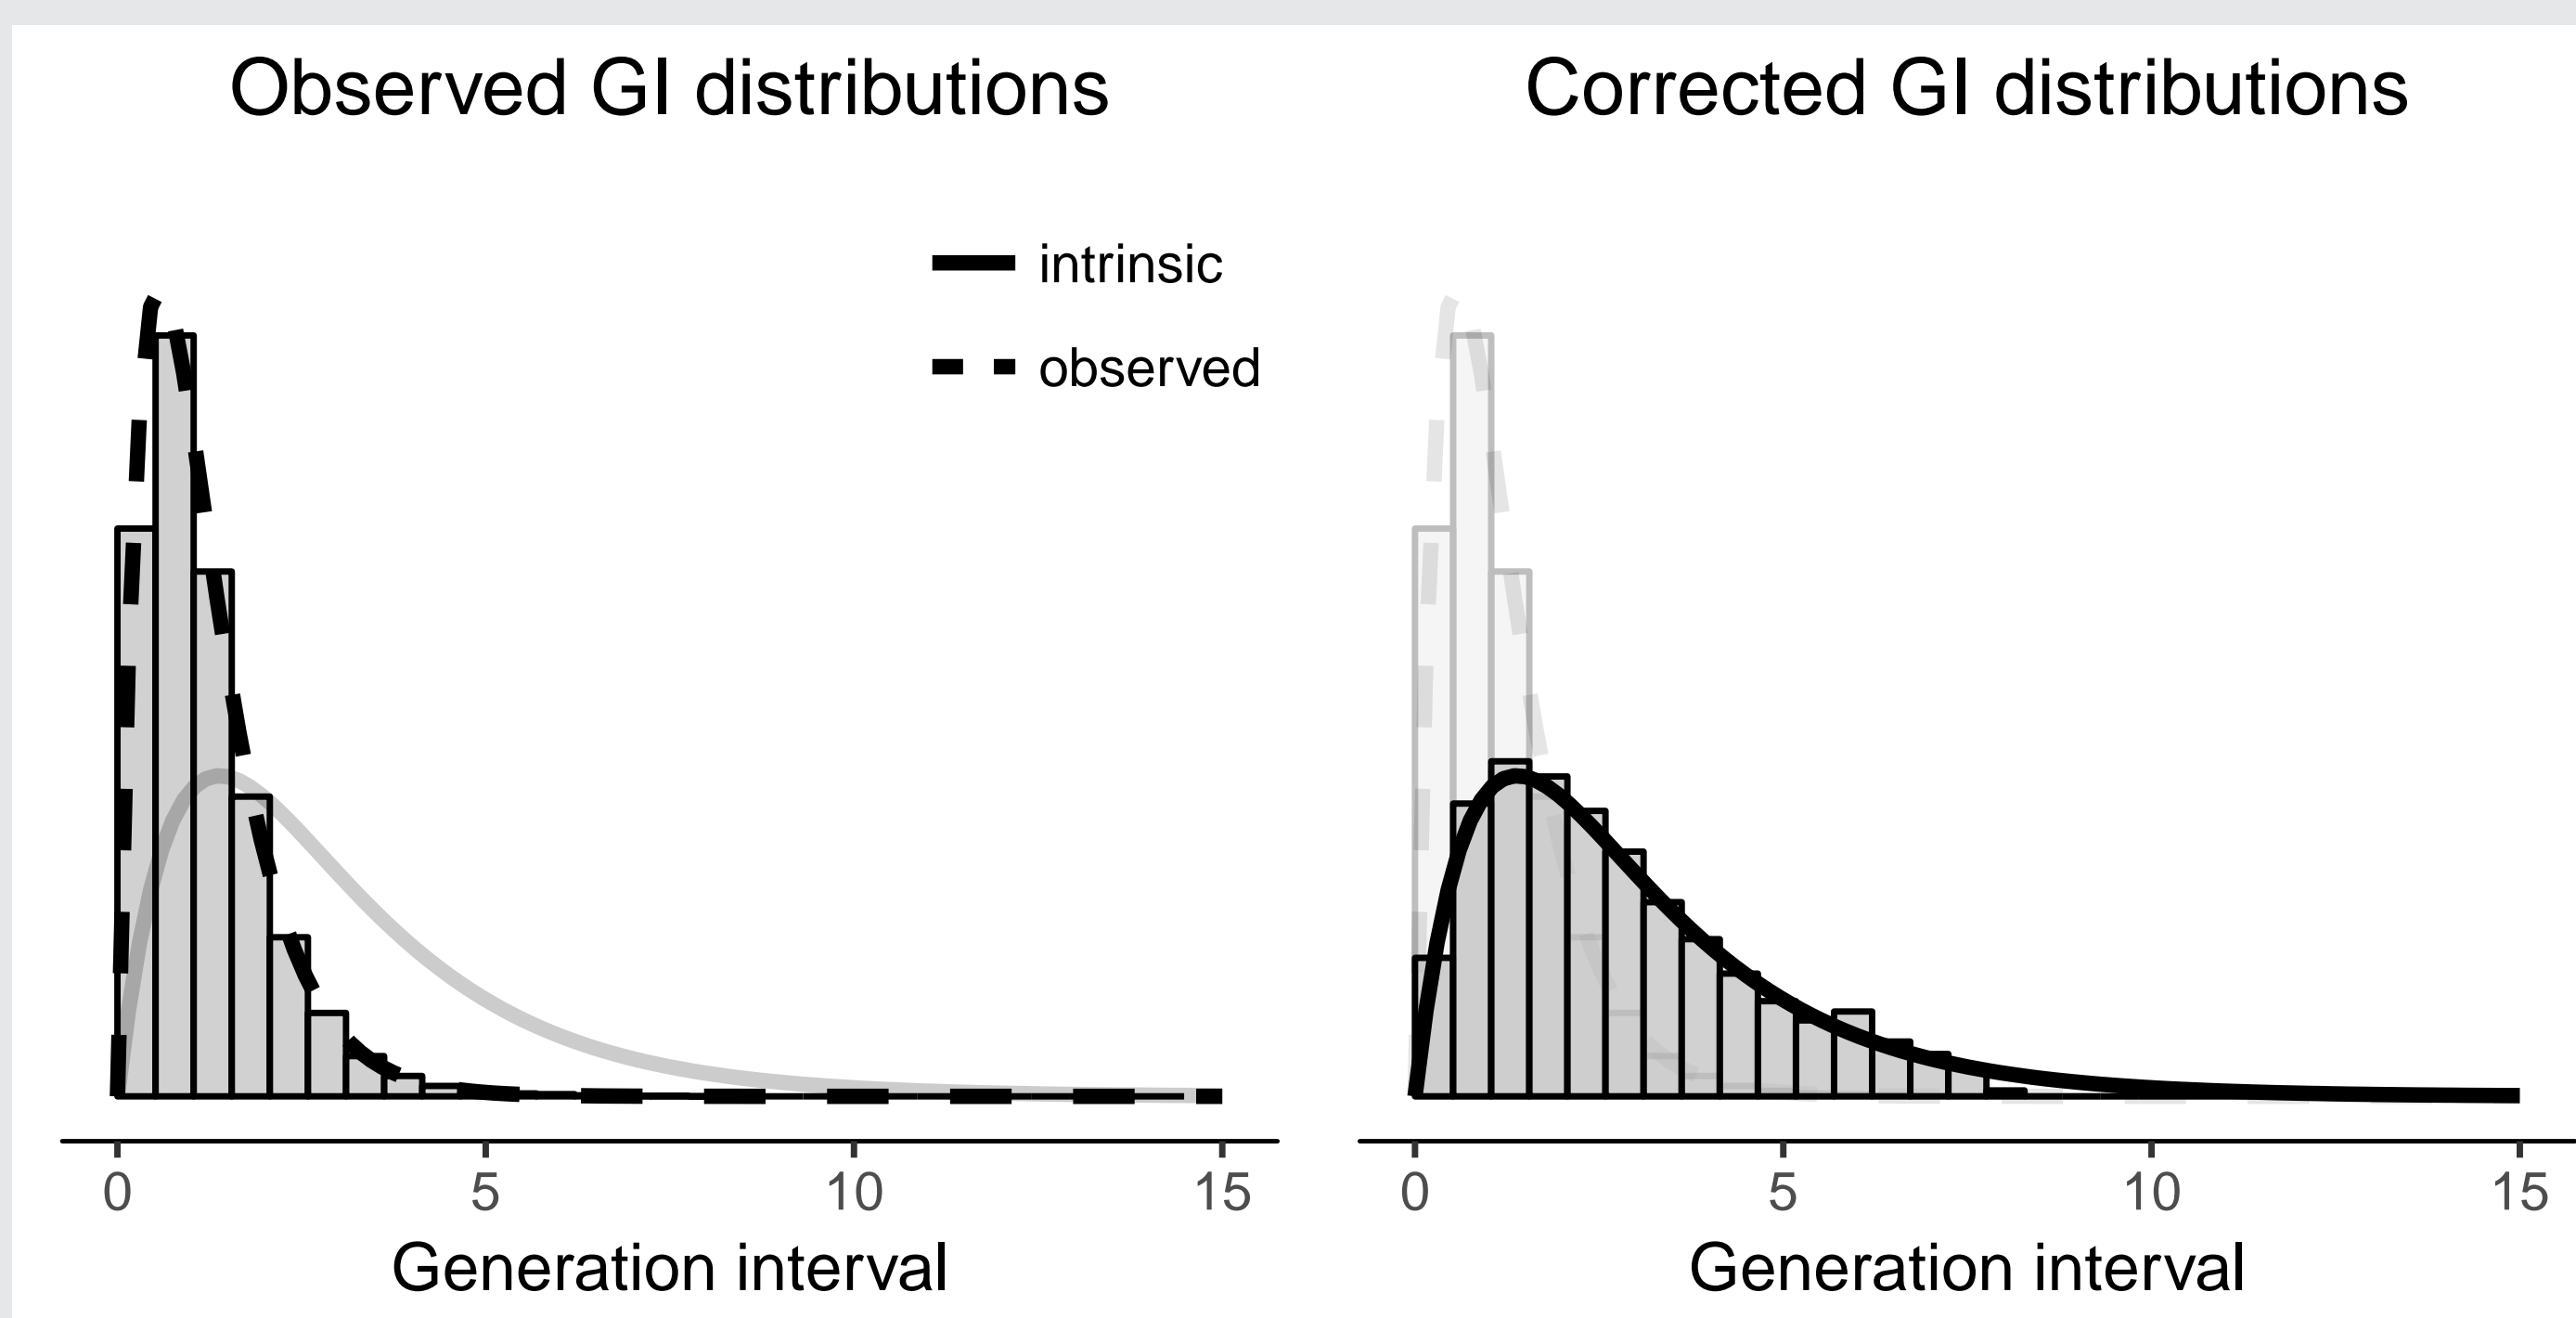 Observed GI distributions
intrinsic
observed
0 5 10 15
Generation interval
Corrected GI distributions
0 5 10 15
Generation interval